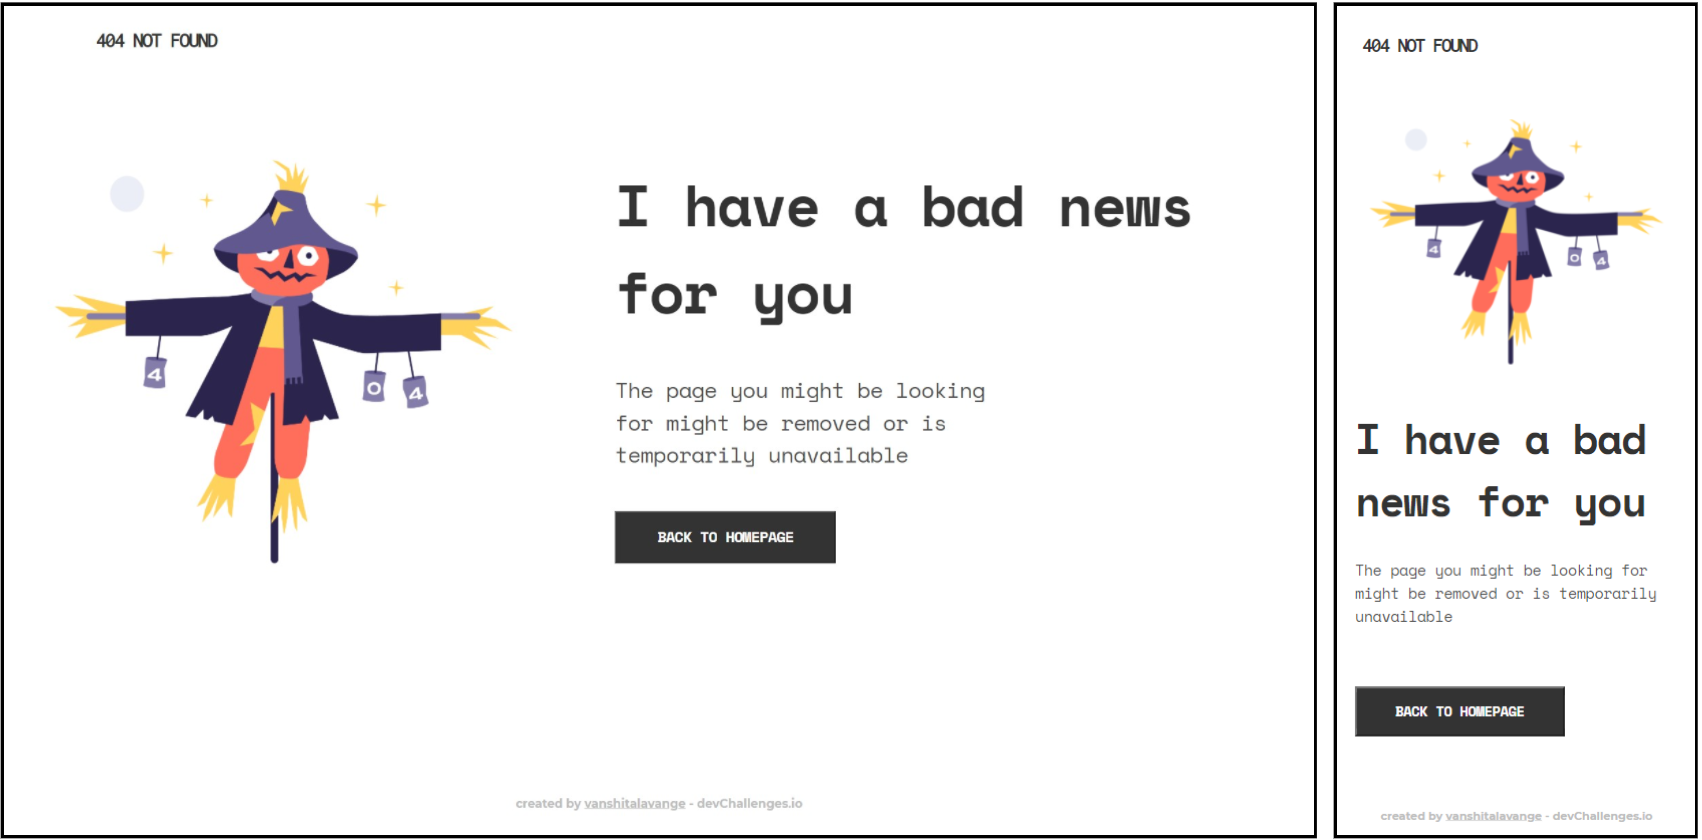 404 NOT FOUND
I have a bad news
for you
4
0
4
The page you might be looking
for might be removed or is
temporarily unavailable
BACK TO HOMEPAGE
created by vanshitalavange - devChallenges.io
404 NOT FOUND
4
0
4
I have a bad
news for you
The page you might be looking for
might be removed or is temporarily
unavailable
BACK TO HOMEPAGE
created by vanshitalavange - devChallenges.io